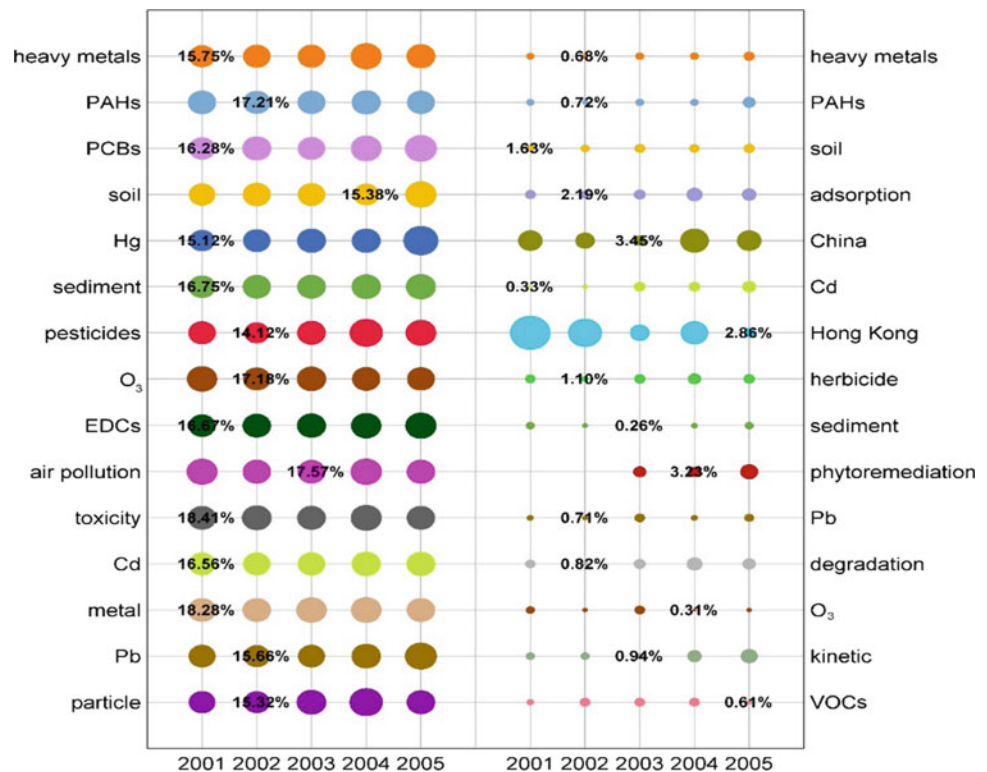 heavy metals 15.75% 0.68% heavy metals
PAHs 17.21% 0.72% PAHs
PCBs 16.28% 1.63% soil
soil 15.38% 2.19% adsorption
Hg 15.12% 3.45% China
sediment 16.75% 0.33% Cd
pesticides 14.12% 2.86% Hong Kong
O₃ 17.18% 1.10% herbicide
EDCs 16.67% 0.26% sediment
air pollution 17.57% 3.23% phytoremediation
toxicity 18.41% 0.71% Pb
Cd 16.56% 0.82% degradation
metal 18.28% 0.31% O₃
Pb 15.66% 0.94% kinetic
particle 15.32% 0.61% VOCs
2001 2002 2003 2004 2005 2001 2002 2003 2004 2005